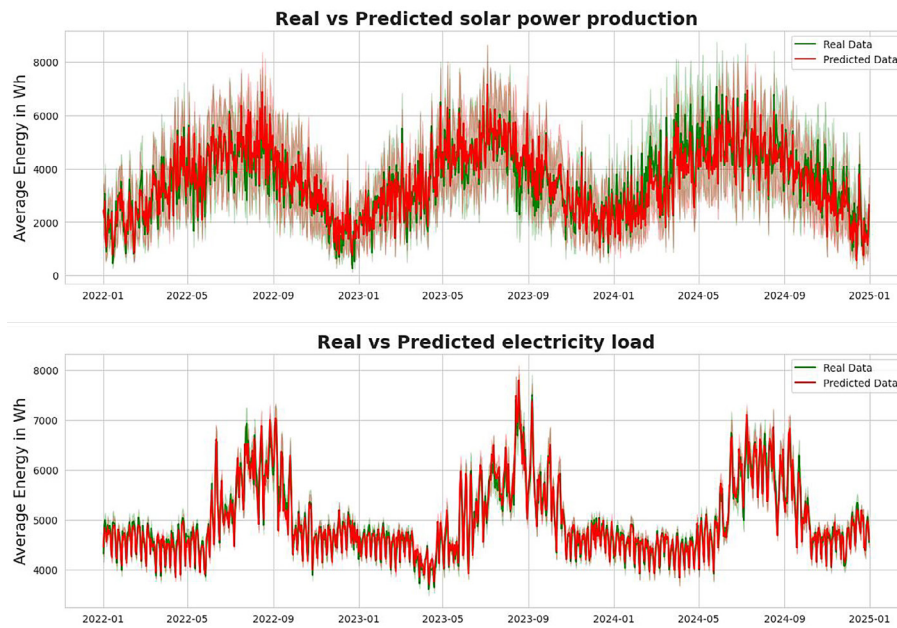 Real vs Predicted solar power production
Average Energy in Wh
8000
6000
4000
2000
0
Real Data
Predicted Data
2022-01 2022-05 2022-09 2023-01 2023-05 2023-09 2024-01 2024-05 2024-09 2025-01
Real vs Predicted electricity load
Average Energy in Wh
8000
7000
6000
5000
4000
Real Data
Predicted Data
2022-01 2022-05 2022-09 2023-01 2023-05 2023-09 2024-01 2024-05 2024-09 2025-01